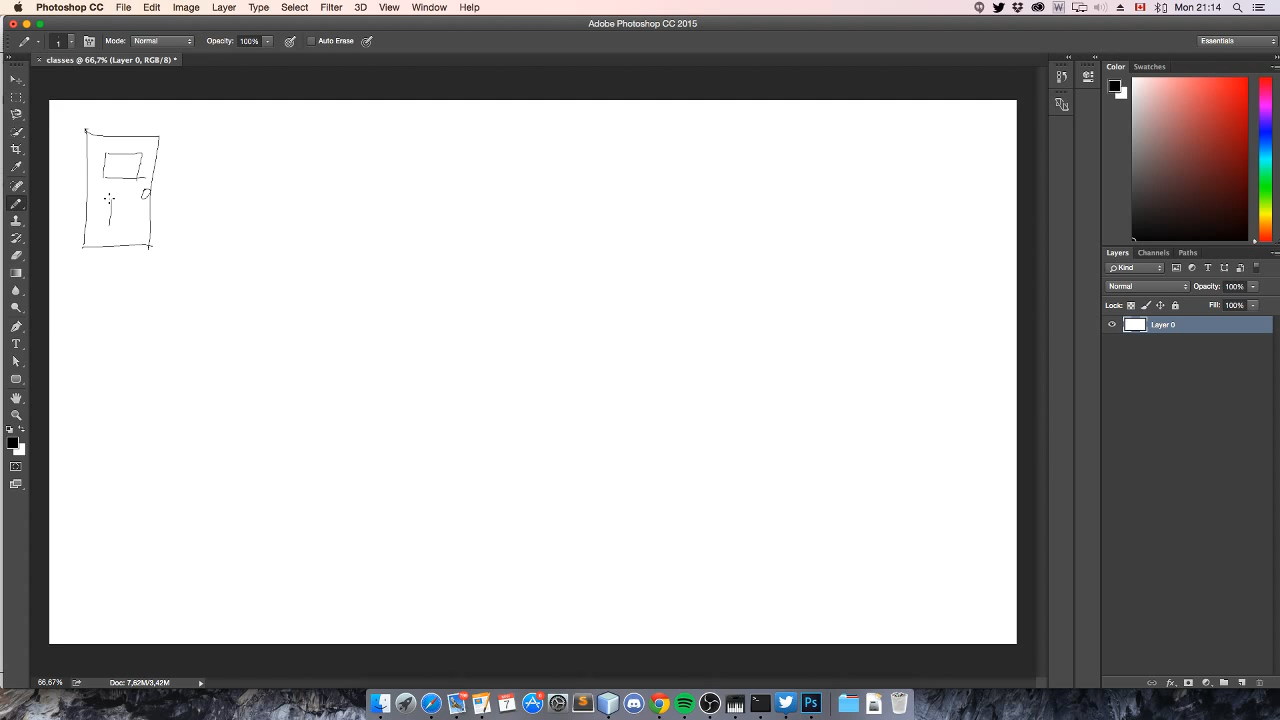 Photoshop CC File Edit Image Layer Type Select Filter 3D View Window Help Mon 21:14
Adobe Photoshop CC 2015
1 Mode: Normal Opacity: 100% Auto Erase Essentials
× classes @ 66,7% (Layer 0, RGB/8) *
Color Swatches
Layers Channels Paths
Kind
Normal Opacity: 100%
Lock: Fill: 100%
Layer 0
66,67% Doc: 7,62M/3,42M